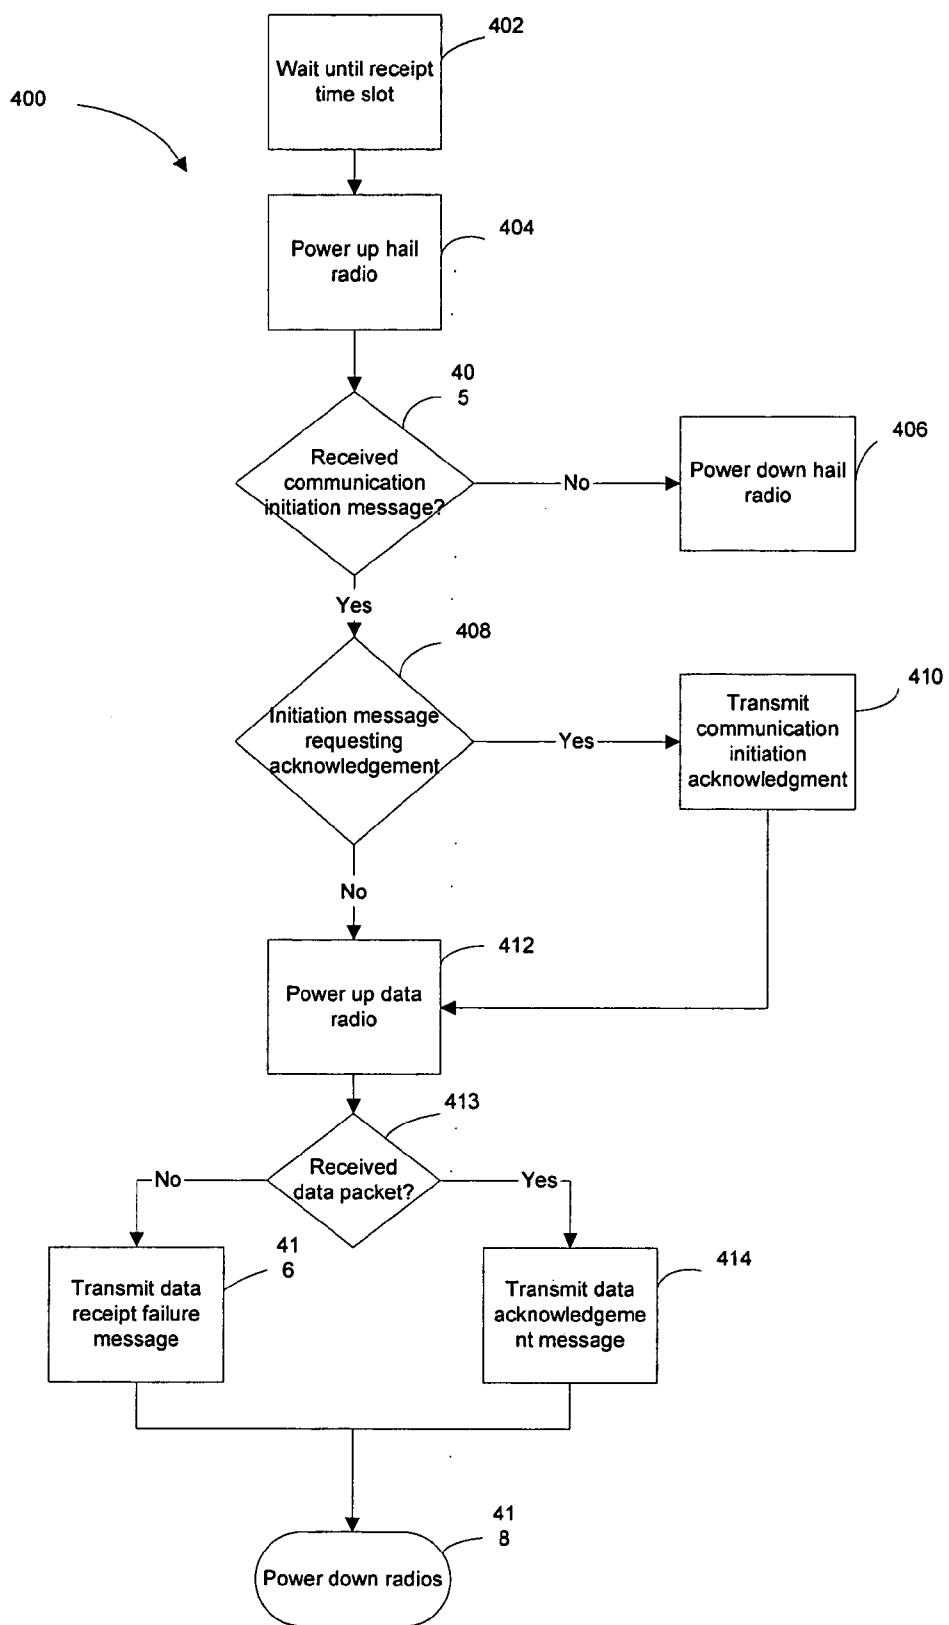 402
Wait until receipt
time slot
400
404
Power up hail
radio
40
5
Received
communication
initiation message?
No
406
Power down hail
radio
Yes
408
Initiation message
requesting
acknowledgement
Yes
410
Transmit
communication
initiation
acknowledgment
No
412
Power up data
radio
413
Received
data packet?
No
Yes
41
6
Transmit data
receipt failure
message
414
Transmit data
acknowledgeme
nt message
41
8
Power down radios